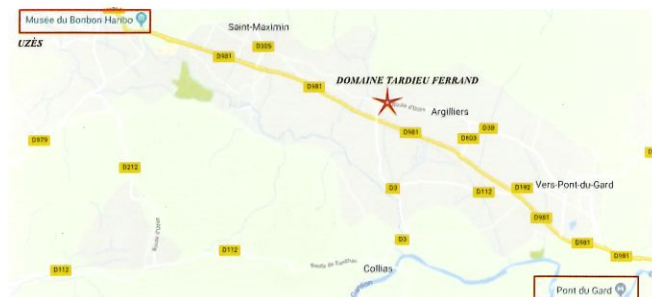 Musée du Bonbon Haribo
Saint-Maximin
UZÈS
D305
D981
D981
DOMAINE TARDIEU FERRAND
Argilliers
D981
D3B
D603
D979
D212
D3
D112
D192
Vers-Pont-du-Gard
D981
D3
D112
D981
D981
D112
Collias
Pont du Gard